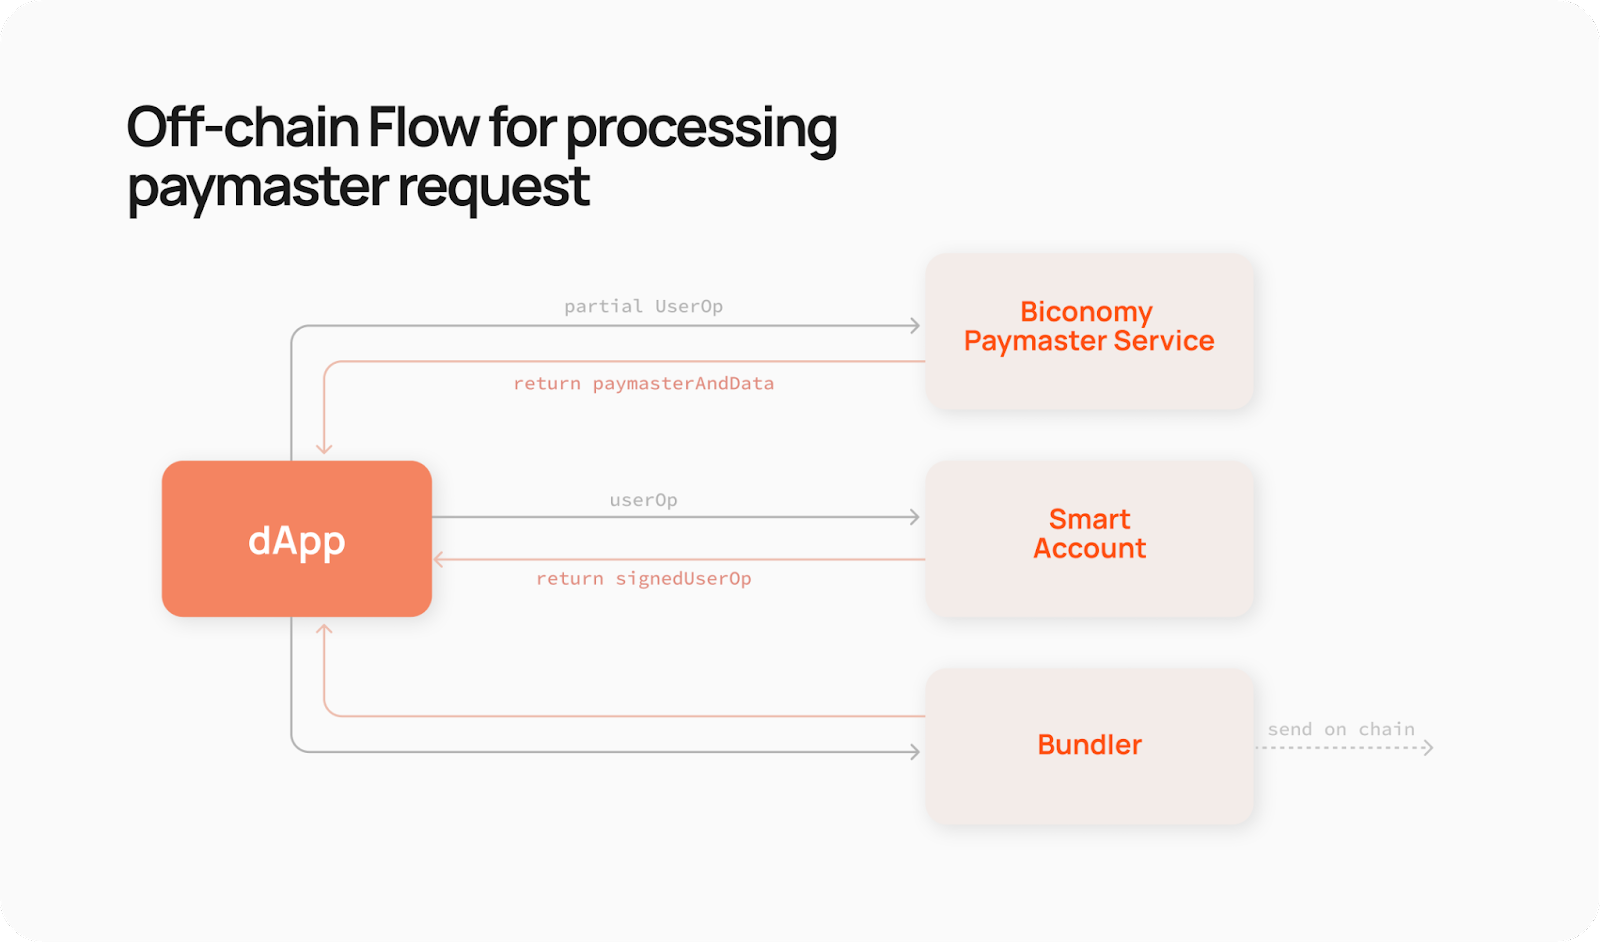 Off-chain Flow for processing
paymaster request
partial UserOp
Biconomy
Paymaster Service
return paymasterAndData
dApp
userOp
Smart
Account
return signedUserOp
Bundler
send on chain